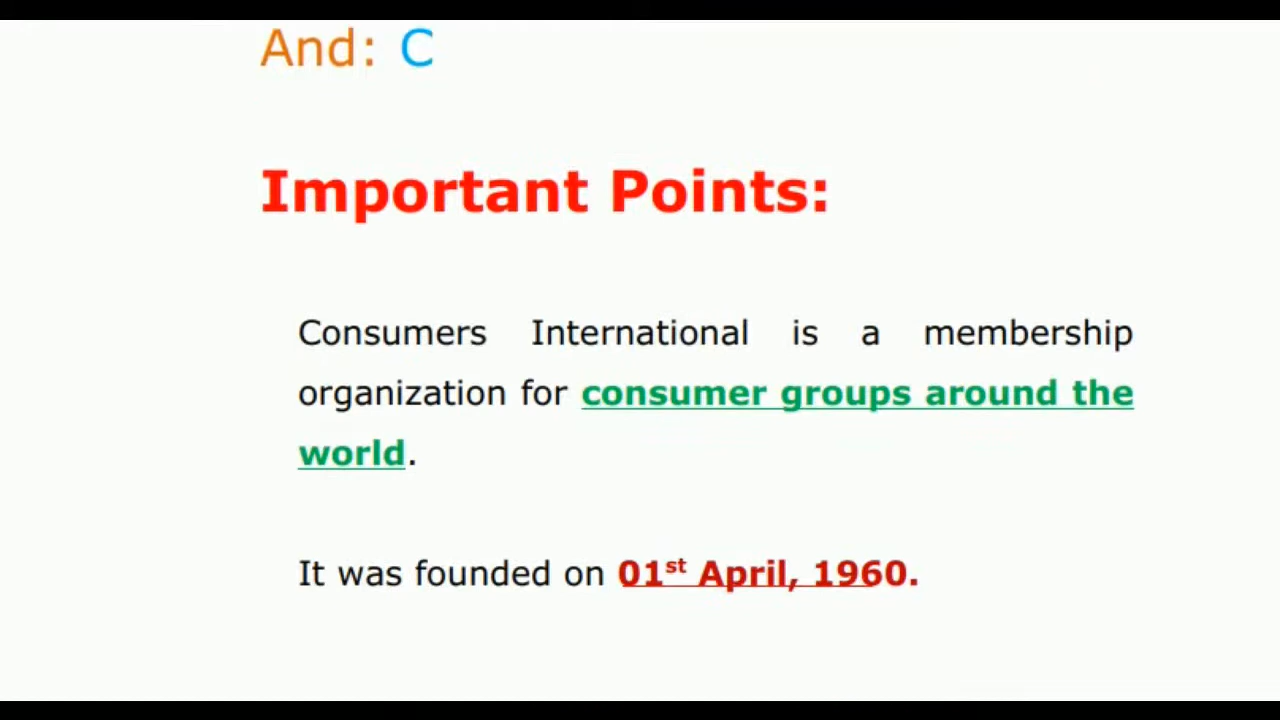 And: C
Important Points:
Consumers International is a membership
organization for consumer groups around the
world.
It was founded on 01st April, 1960.